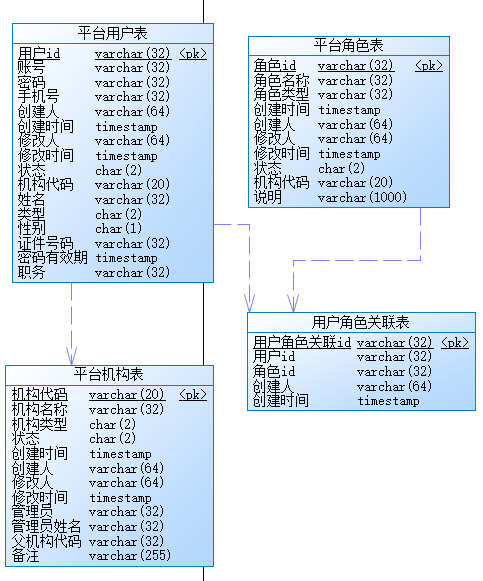 平台用户表
用户id varchar(32) <pk>
账号 varchar(32)
密码 varchar(32)
手机号 varchar(32)
创建人 varchar(64)
创建时间 timestamp
修改人 varchar(64)
修改时间 timestamp
状态 char(2)
机构代码 varchar(20)
姓名 varchar(32)
类型 char(2)
性别 char(1)
证件号码 varchar(32)
密码有效期 timestamp
职务 varchar(32)
平台角色表
角色id varchar(32) <pk>
角色名称 varchar(32)
角色类型 varchar(32)
创建时间 timestamp
创建人 varchar(64)
修改人 varchar(64)
修改时间 timestamp
状态 char(2)
机构代码 varchar(20)
说明 varchar(1000)
用户角色关联表
用户角色关联id varchar(32) <pk>
用户id varchar(32)
角色id varchar(32)
创建人 varchar(64)
创建时间 timestamp
平台机构表
机构代码 varchar(20) <pk>
机构名称 varchar(32)
机构类型 char(2)
状态 char(2)
创建时间 timestamp
创建人 varchar(64)
修改人 varchar(64)
修改时间 timestamp
管理员 varchar(32)
管理员姓名 varchar(32)
父机构代码 varchar(32)
备注 varchar(255)